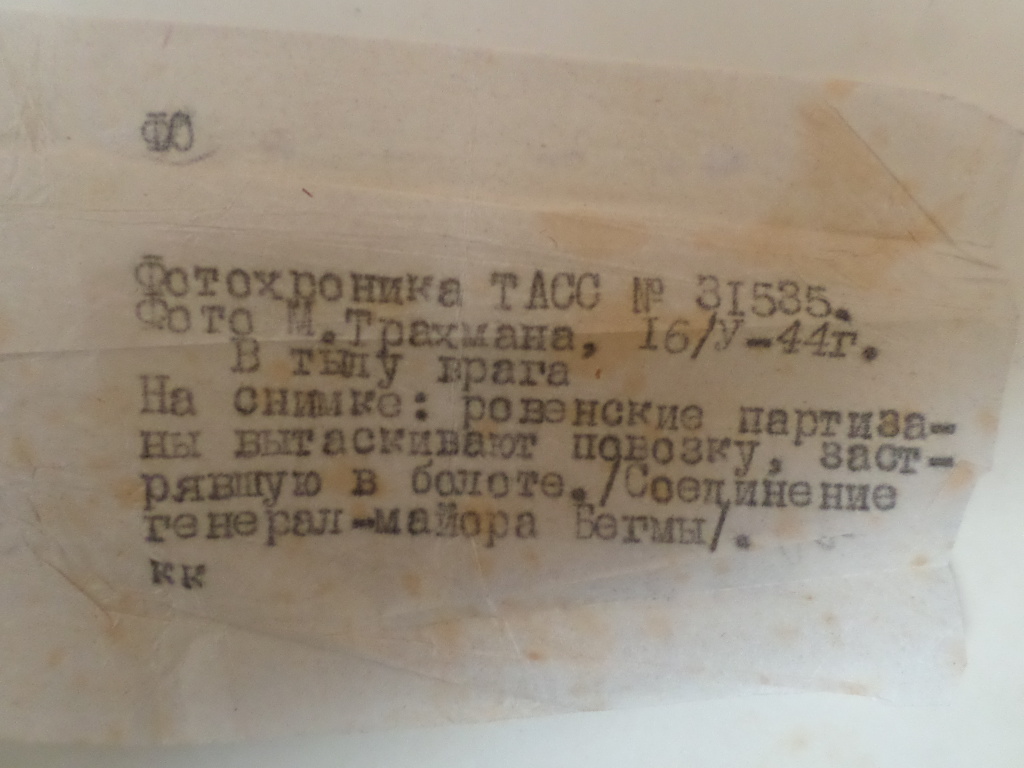 ФО
Фотохроника ТАСС № 31535.
Фото М.Трахмана, 16/У-44г.
В тылу врага
На снимке: ровенские партиза-
ны вытаскивают повозку, заст-
рявшую в болоте./Соединение
генерал-майора Бегмы/.
кк